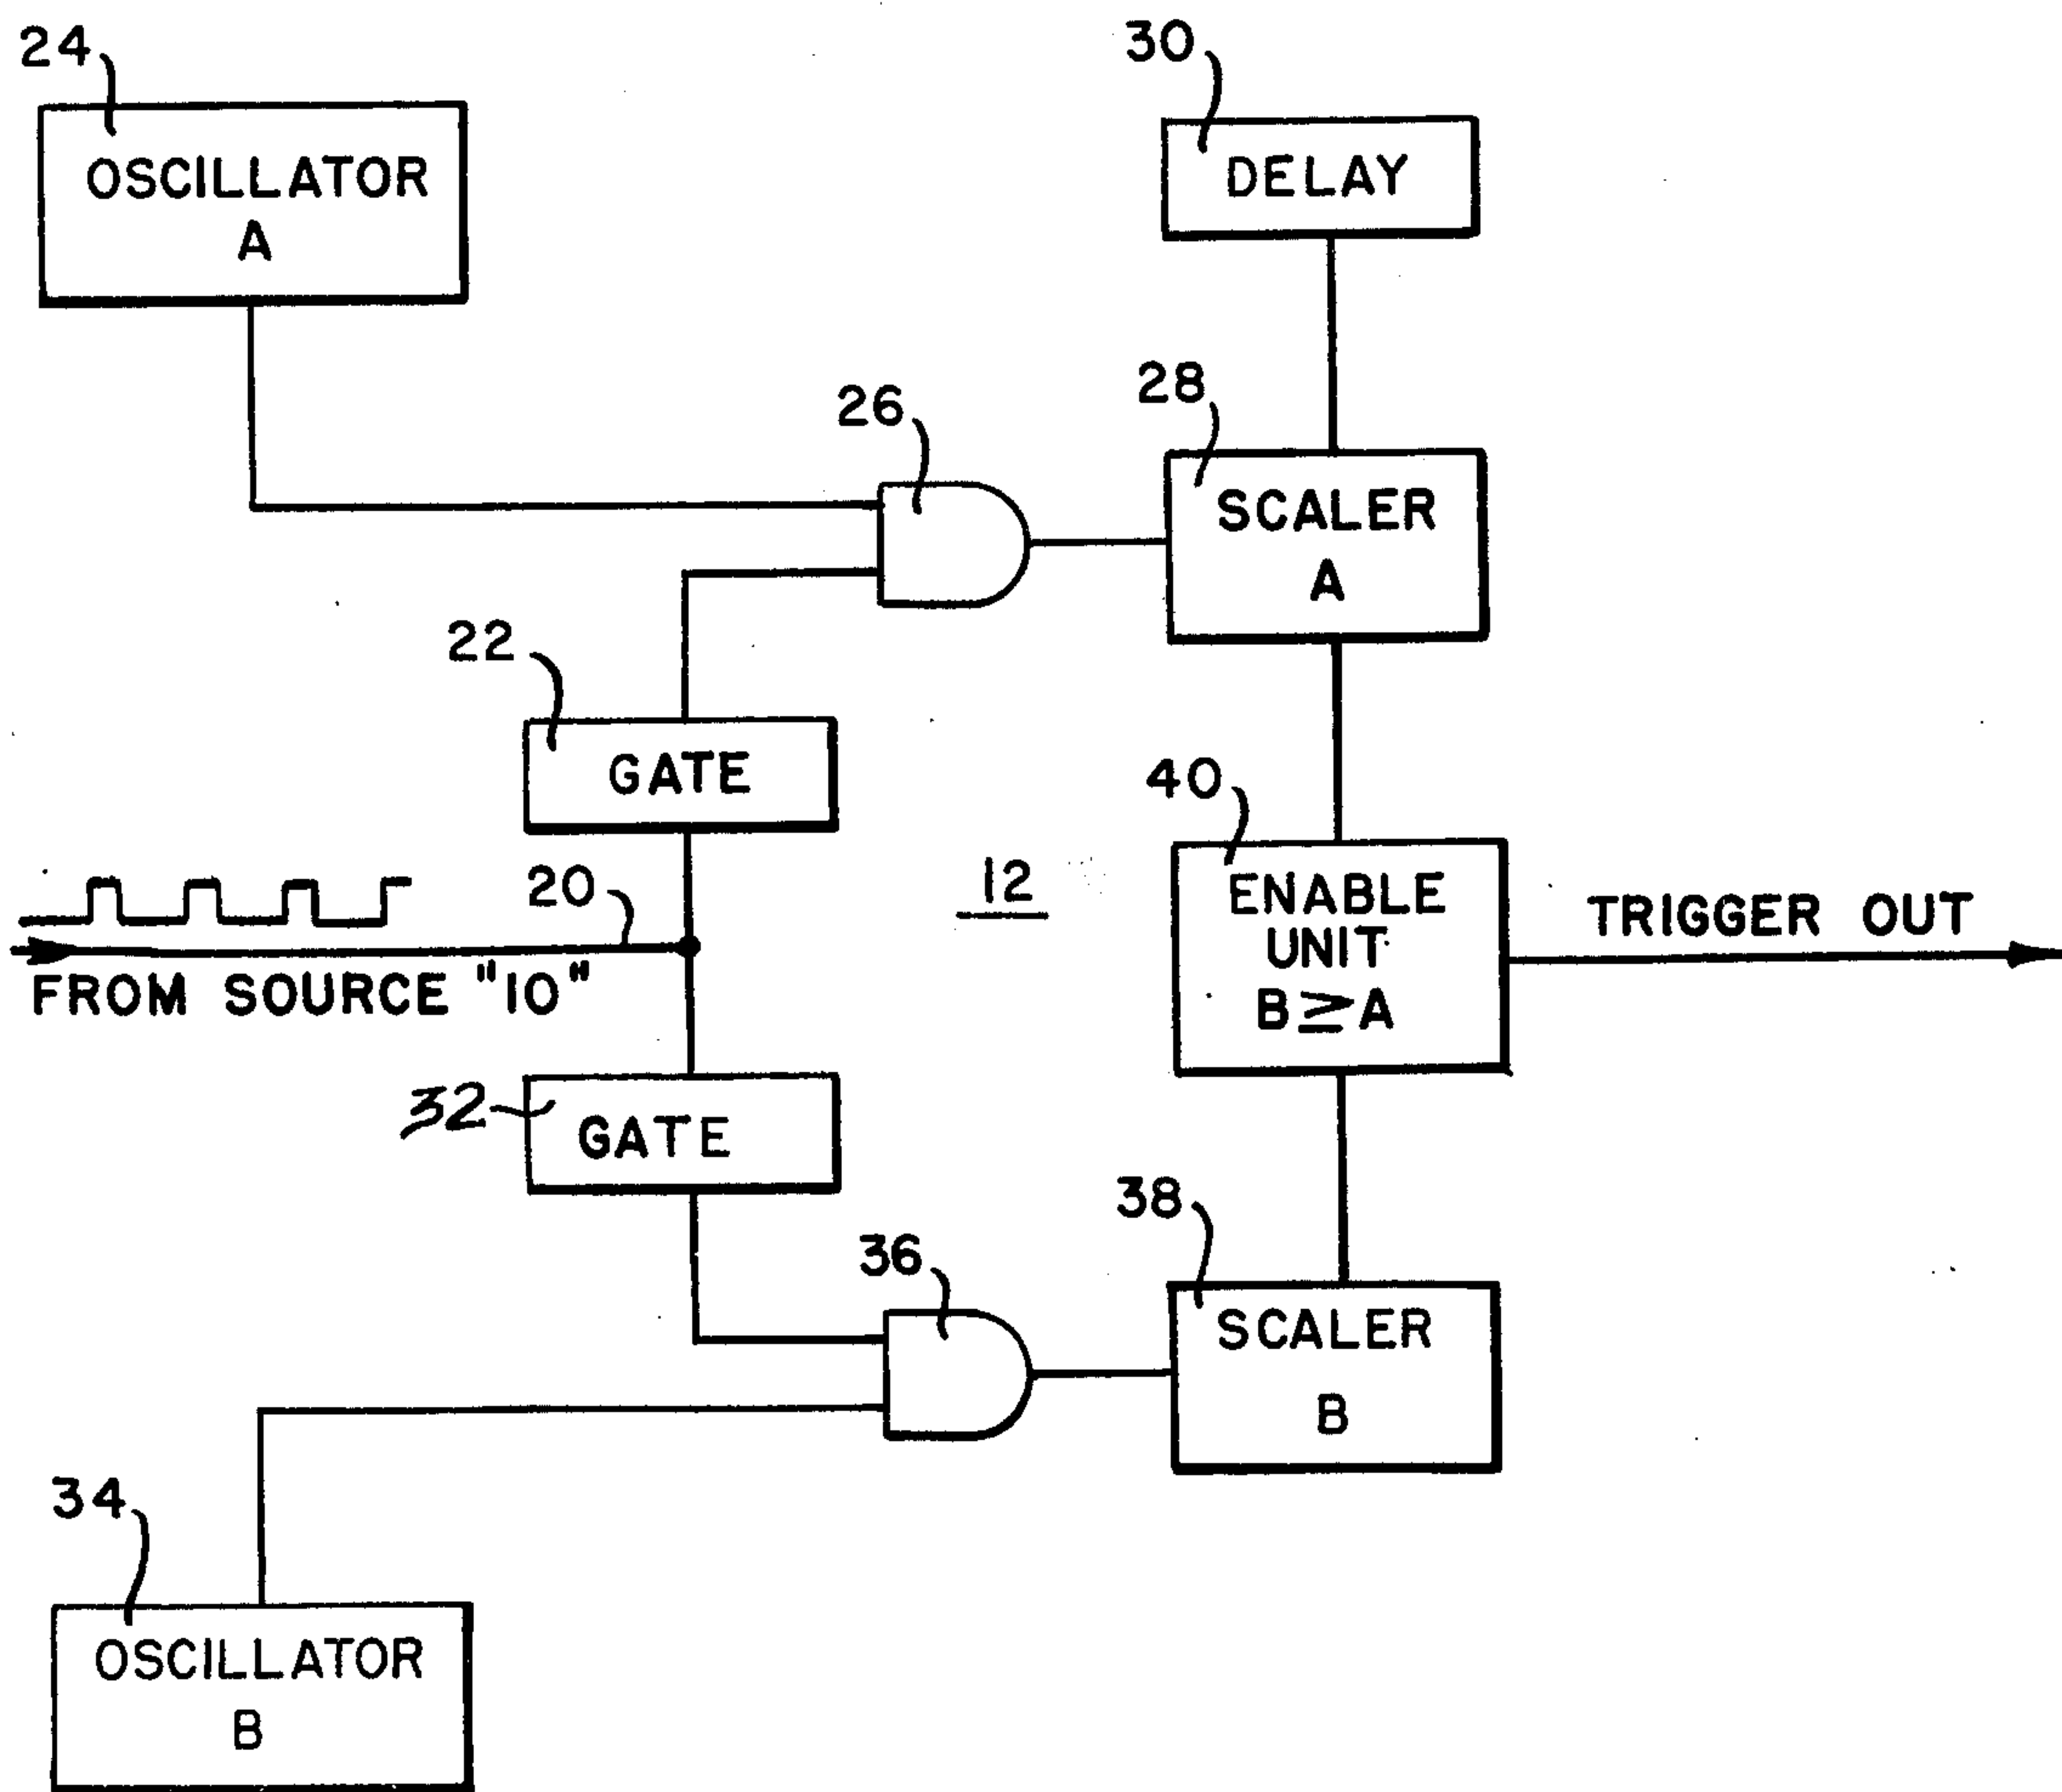 24
OSCILLATOR
A
30
DELAY
26
28
SCALER
A
22
GATE
20
FROM SOURCE "10"
12
40
ENABLE
UNIT
B≥A
TRIGGER OUT
32
GATE
36
38
SCALER
B
34
OSCILLATOR
B